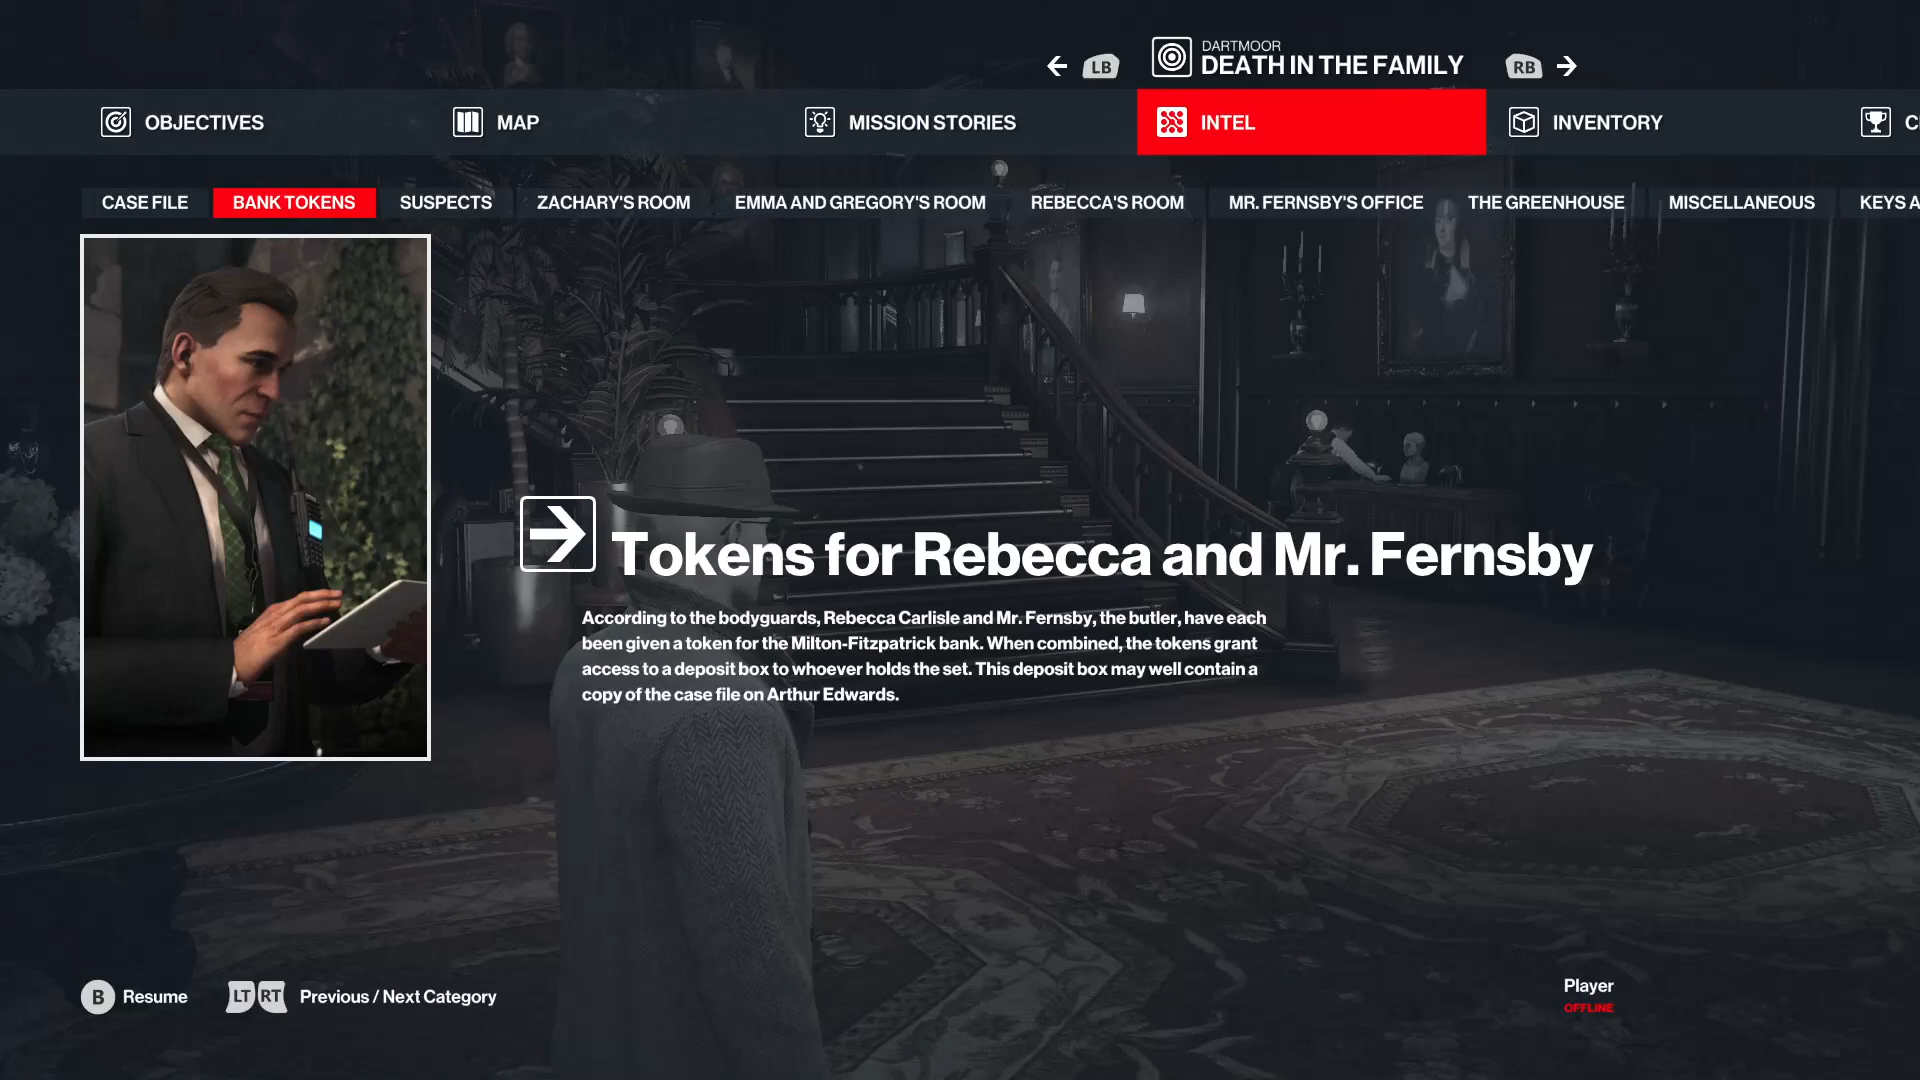 LB
DARTMOOR
DEATH IN THE FAMILY
RB
OBJECTIVES
MAP
MISSION STORIES
INTEL
INVENTORY
C
CASE FILE
BANK TOKENS
SUSPECTS
ZACHARY'S ROOM
EMMA AND GREGORY'S ROOM
REBECCA'S ROOM
MR. FERNSBY'S OFFICE
THE GREENHOUSE
MISCELLANEOUS
KEYS A
Tokens for Rebecca and Mr. Fernsby
According to the bodyguards, Rebecca Carlisle and Mr. Fernsby, the butler, have each
been given a token for the Milton-Fitzpatrick bank. When combined, the tokens grant
access to a deposit box to whoever holds the set. This deposit box may well contain a
copy of the case file on Arthur Edwards.
B Resume
LT RT Previous / Next Category
Player
OFFLINE